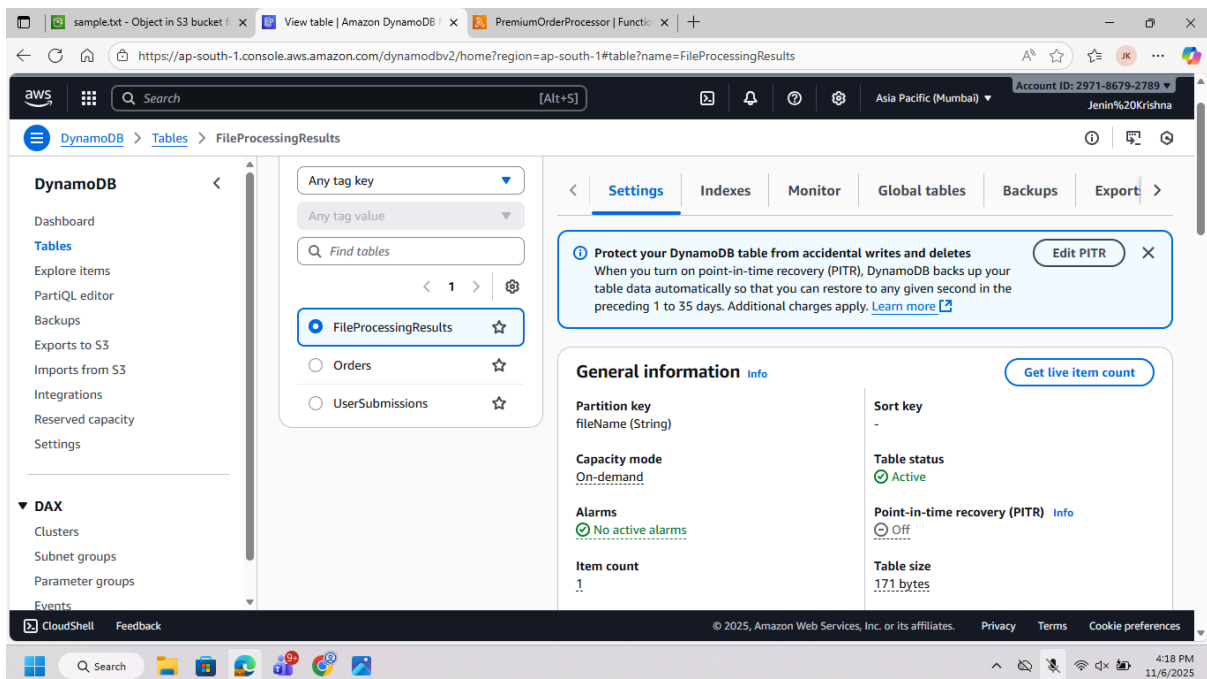 sample.txt - Object in S3 bucket fi
View table | Amazon DynamoDB
PremiumOrderProcessor | Functio
https://ap-south-1.console.aws.amazon.com/dynamodbv2/home?region=ap-south-1#table?name=FileProcessingResults
JK
aws
Search
[Alt+S]
Asia Pacific (Mumbai)
Account ID: 2971-8679-2789
Jenin%20Krishna
DynamoDB > Tables > FileProcessingResults
DynamoDB
Dashboard
Tables
Explore items
PartiQL editor
Backups
Exports to S3
Imports from S3
Integrations
Reserved capacity
Settings
DAX
Clusters
Subnet groups
Parameter groups
Events
Any tag key
Any tag value
Find tables
1
FileProcessingResults
Orders
UserSubmissions
Settings
Indexes
Monitor
Global tables
Backups
Export
Protect your DynamoDB table from accidental writes and deletes
When you turn on point-in-time recovery (PITR), DynamoDB backs up your
table data automatically so that you can restore to any given second in the
preceding 1 to 35 days. Additional charges apply. Learn more
Edit PITR
General information Info
Get live item count
Partition key
fileName (String)
Sort key
-
Capacity mode
On-demand
Table status
Active
Alarms
No active alarms
Point-in-time recovery (PITR) Info
Off
Item count
1
Table size
171 bytes
CloudShell
Feedback
© 2025, Amazon Web Services, Inc. or its affiliates.
Privacy
Terms
Cookie preferences
Search
9+
4:18 PM
11/6/2025